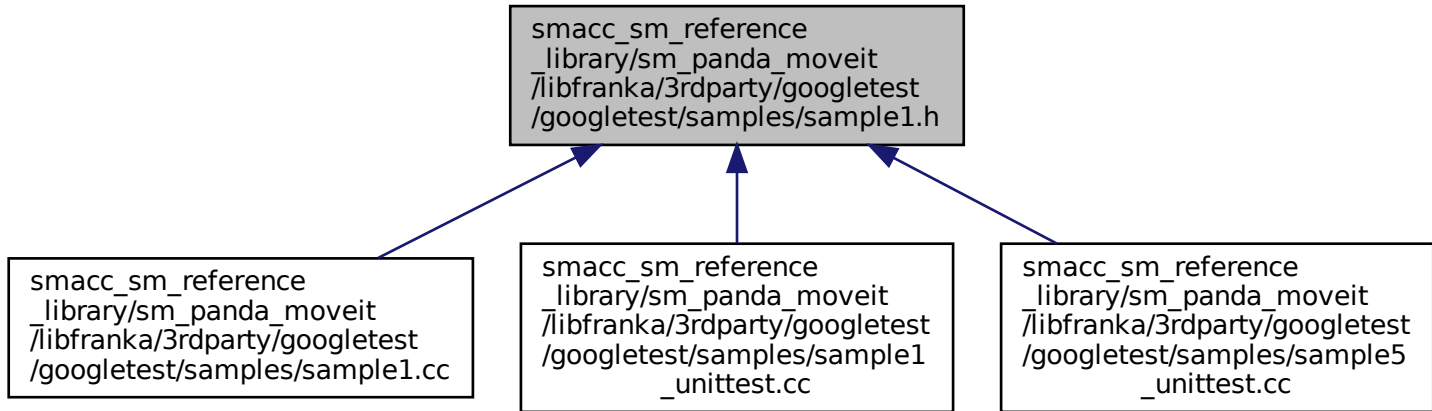 smacc_sm_reference
_library/sm_panda_moveit
/libfranka/3rdparty/googletest
/googletest/samples/sample1.h
smacc_sm_reference
_library/sm_panda_moveit
/libfranka/3rdparty/googletest
/googletest/samples/sample1.cc
smacc_sm_reference
_library/sm_panda_moveit
/libfranka/3rdparty/googletest
/googletest/samples/sample1
_unittest.cc
smacc_sm_reference
_library/sm_panda_moveit
/libfranka/3rdparty/googletest
/googletest/samples/sample5
_unittest.cc